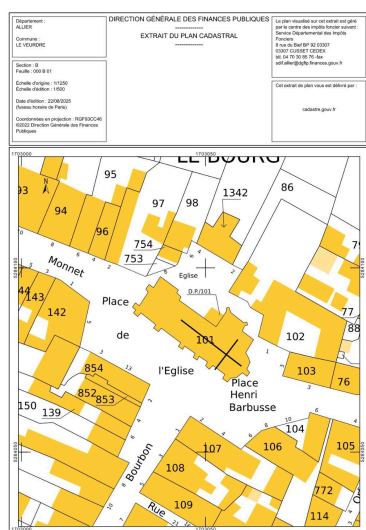 Département :
ALLIER
Commune :
LE VEURDRE
Section : B
Feuille : 000 B 01
Échelle d'origine : 1/1250
Échelle d'édition : 1/500
Date d'édition : 22/08/2025
(fuseau horaire de Paris)
Coordonnées en projection : RGF93CC46
©2022 Direction Générale des Finances
Publiques
DIRECTION GÉNÉRALE DES FINANCES PUBLIQUES
-------------
EXTRAIT DU PLAN CADASTRAL
-------------
Le plan visualisé sur cet extrait est géré
par le centre des impôts foncier suivant :
Service Départemental des Impôts
Fonciers
8 rue du Bief BP 92 03307
03307 CUSSET CEDEX
tél. 04 70 30 85 76 -fax
sdif.allier@dgfip.finances.gouv.fr
Cet extrait de plan vous est délivré par :
cadastre.gouv.fr
1703000
1703050
LE BOURG
95
1342
86
93
N
97
98
94
96
754
753
Monnet
Eglise
D.P./101
44
143
142
Place
de
l'Eglise
101
77
88
102
103
76
Place
Henri
Barbusse
854
852
853
150
139
Bourbon
Rue
104
107
106
105
108
109
772
114
1703000
1703050